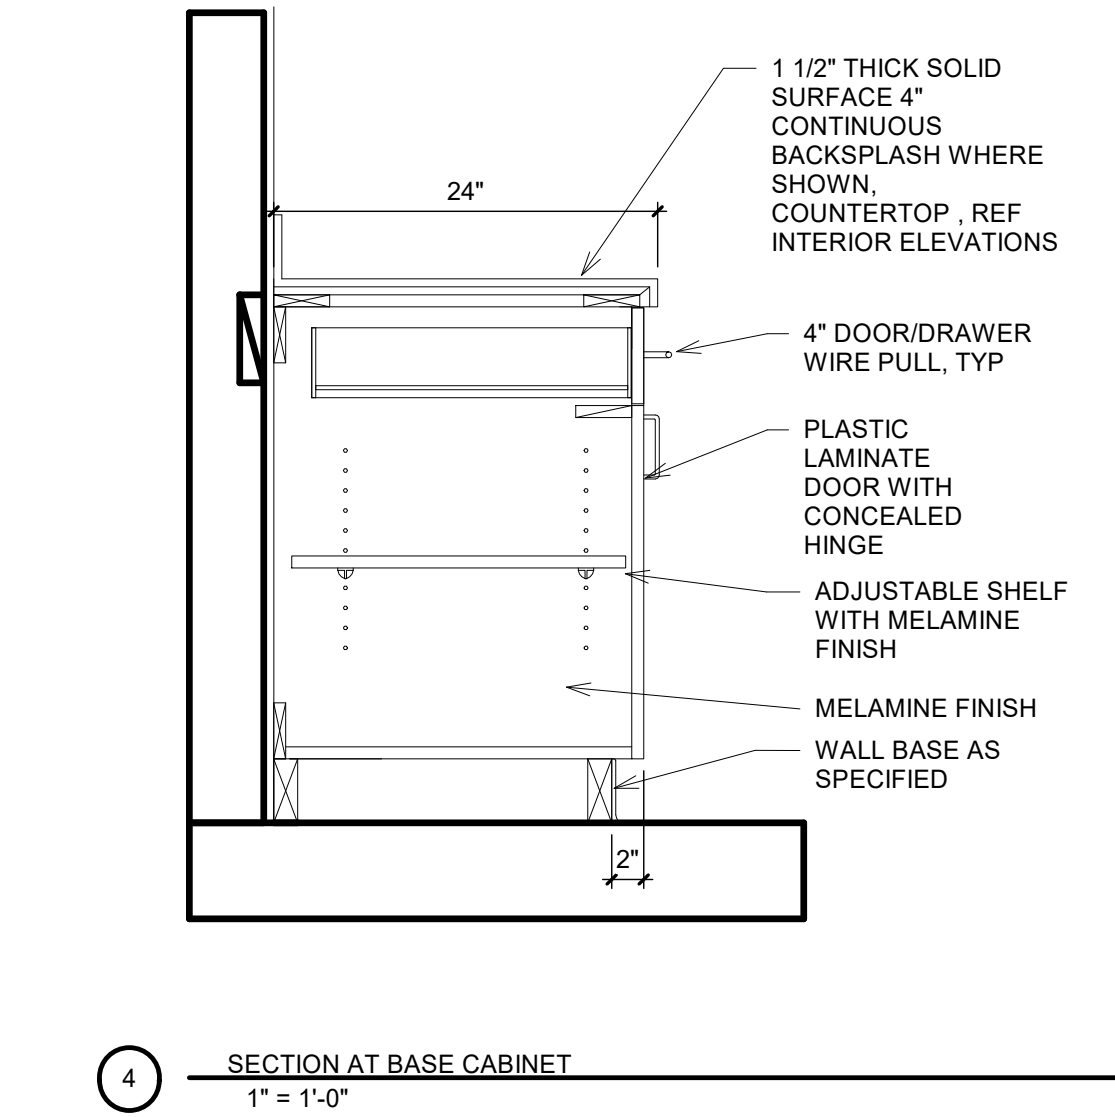 1 1/2" THICK SOLID
SURFACE 4"
CONTINUOUS
BACKSPLASH WHERE
SHOWN,
COUNTERTOP , REF
INTERIOR ELEVATIONS
24"
4" DOOR/DRAWER
WIRE PULL, TYP
PLASTIC
LAMINATE
DOOR WITH
CONCEALED
HINGE
ADJUSTABLE SHELF
WITH MELAMINE
FINISH
MELAMINE FINISH
WALL BASE AS
SPECIFIED
2"
4
SECTION AT BASE CABINET
1" = 1'-0"